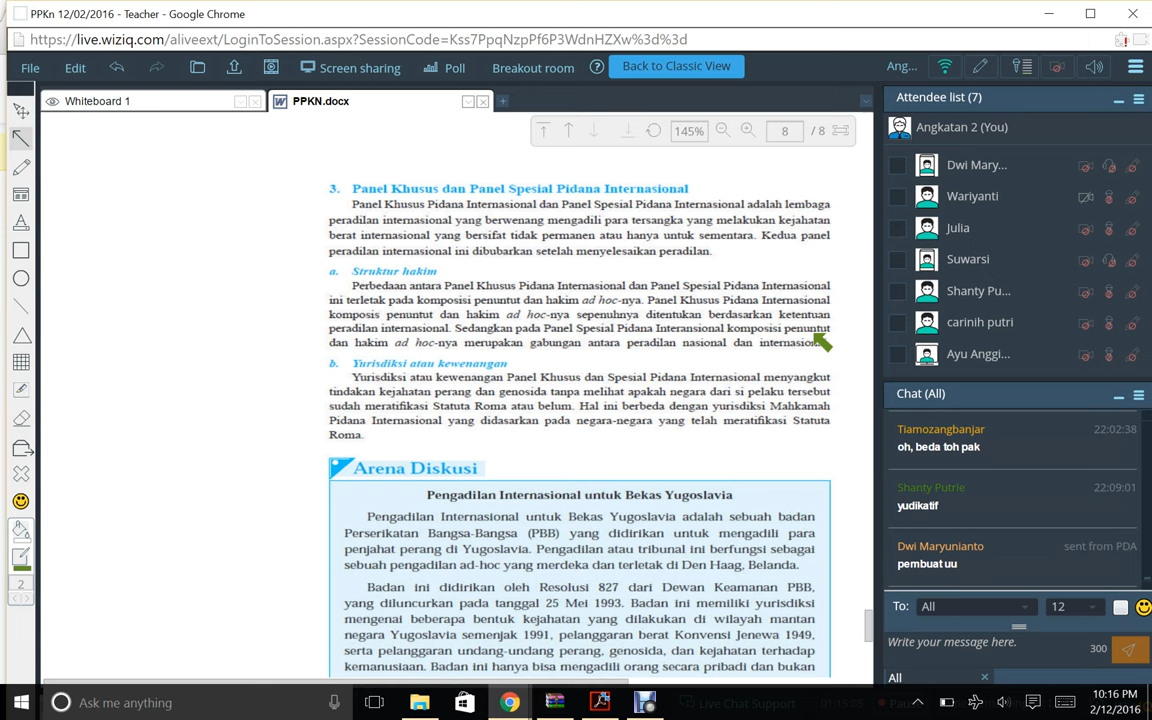 PPKn 12/02/2016 - Teacher - Google Chrome
https://live.wiziq.com/aliveext/LoginToSession.aspx?SessionCode=Kss7PpqNzpPf6P3WdnHZXw%3d%3d
File Edit Screen sharing Poll Breakout room Back to Classic View Ang...
Whiteboard 1 PPKN.docx
145% 8 / 8
3. Panel Khusus dan Panel Spesial Pidana Internasional
Panel Khusus Pidana Internasional dan Panel Spesial Pidana Internasional adalah lembaga
peradilan internasional yang berwenang mengadili para tersangka yang melakukan kejahatan
berat internasional yang bersifat tidak permanen atau hanya untuk sementara. Kedua panel
peradilan internasional ini dibubarkan setelah menyelesaikan peradilan.
a. Struktur hakim
Perbedaan antara Panel Khusus Pidana Internasional dan Panel Spesial Pidana Internasional
ini terletak pada komposisi penuntut dan hakim ad hoc-nya. Panel Khusus Pidana Internasional
komposis penuntut dan hakim ad hoc-nya sepenuhnya ditentukan berdasarkan ketentuan
peradilan internasional. Sedangkan pada Panel Spesial Pidana Interansional komposisi penuntut
dan hakim ad hoc-nya merupakan gabungan antara peradilan nasional dan
b. Yurisdiksi atau kewenangan
Yurisdiksi atau kewenangan Panel Khusus dan Spesial Pidana Internasional menyangkut
tindakan kejahatan perang dan genosida tanpa melihat apakah negara dari si pelaku tersebut
sudah meratifikasi Statuta Roma atau belum. Hal ini berbeda dengan yurisdiksi Mahkamah
Pidana Internasional yang didasarkan pada negara-negara yang telah meratifikasi Statuta
Roma.
Arena Diskusi
Pengadilan Internasional untuk Bekas Yugoslavia
Pengadilan Internasional untuk Bekas Yugoslavia adalah sebuah badan
Perserikatan Bangsa-Bangsa (PBB) yang didirikan untuk mengadili para
penjahat perang di Yugoslavia. Pengadilan atau tribunal ini berfungsi sebagai
sebuah pengadilan ad-hoc yang merdeka dan terletak di Den Haag, Belanda.
Badan ini didirikan oleh Resolusi 827 dari Dewan Keamanan PBB,
yang diluncurkan pada tanggal 25 Mei 1993. Badan ini memiliki yurisdiksi
mengenai beberapa bentuk kejahatan yang dilakukan di wilayah mantan
negara Yugoslavia semenjak 1991, pelanggaran berat Konvensi Jenewa 1949,
serta pelanggaran undang-undang perang, genosida, dan kejahatan terhadap
kemanusiaan. Badan ini hanya bisa mengadili orang secara pribadi dan bukan
2
Attendee list (7)
Angkatan 2 (You)
Dwi Mary...
Wariyanti
Julia
Suwarsi
Shanty Pu...
carinih putri
Ayu Anggi...
Chat (All)
Tiamozangbanjar 22:02:38
oh, beda toh pak
Shanty Putrie 22:09:01
yudikatif
Dwi Maryunianto sent from PDA
pembuat uu
To: All 12
Write your message here. 300
All
Ask me anything
Live Chat Support
10:16 PM
2/12/2016